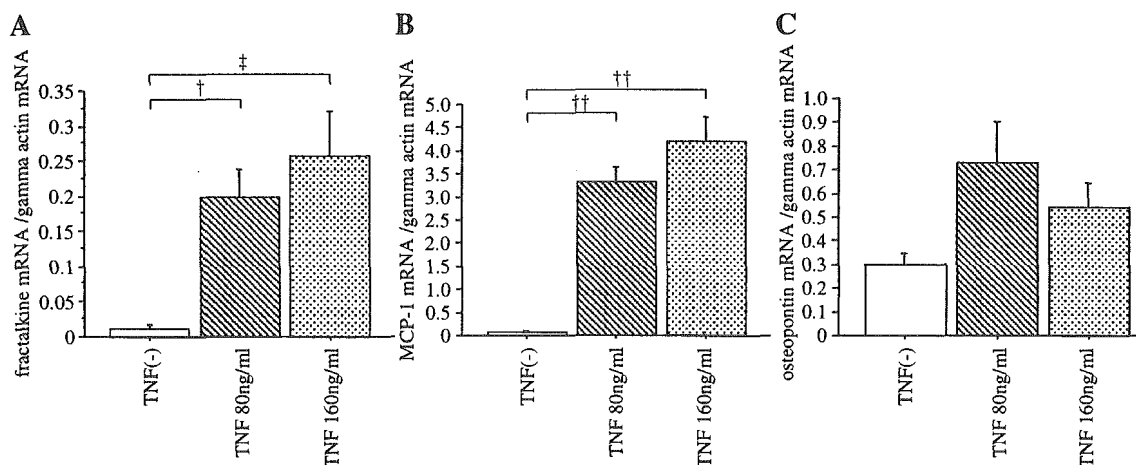 A
fractalkine mRNA /gamma actin mRNA
0.35
0.3
0.25
0.2
0.15
0.1
0.05
0
‡
†
TNF(-)
TNF 80ng/ml
TNF 160ng/ml
B
MCP-1 mRNA /gamma actin mRNA
5.0
4.5
4.0
3.5
3.0
2.5
2.0
1.5
1.0
0.5
0
††
††
TNF(-)
TNF 80ng/ml
TNF 160ng/ml
C
osteopontin mRNA /gamma actin mRNA
1.0
0.9
0.8
0.7
0.6
0.5
0.4
0.3
0.2
0.1
0
TNF(-)
TNF 80ng/ml
TNF 160ng/ml